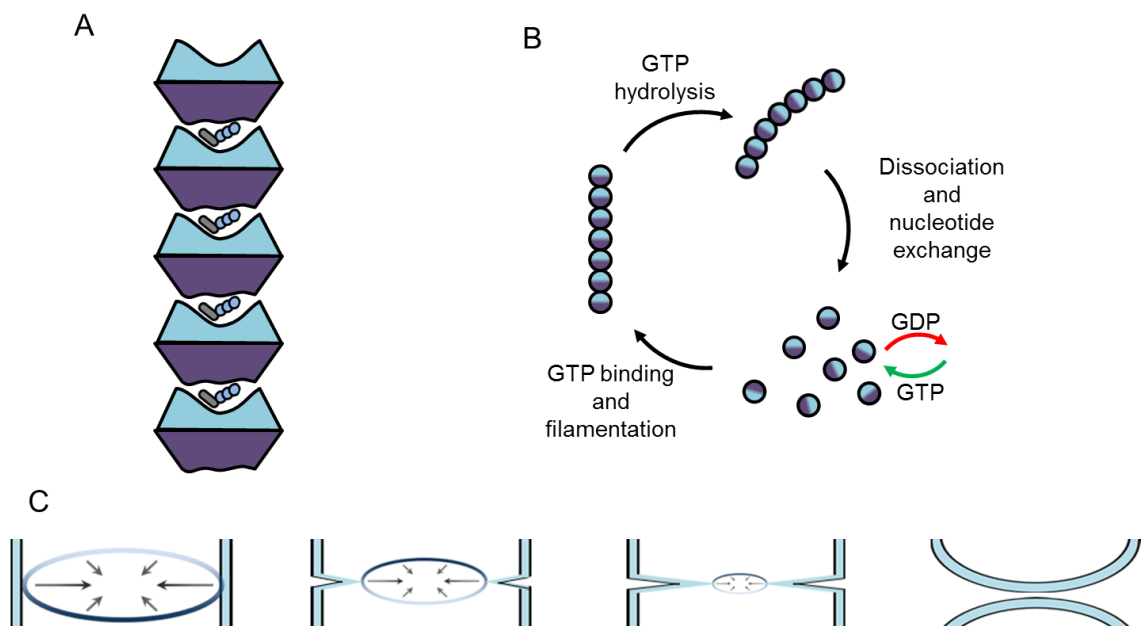 A
B
GTP
hydrolysis
Dissociation
and
nucleotide
exchange
GDP
GTP
GTP binding
and
filamentation
C